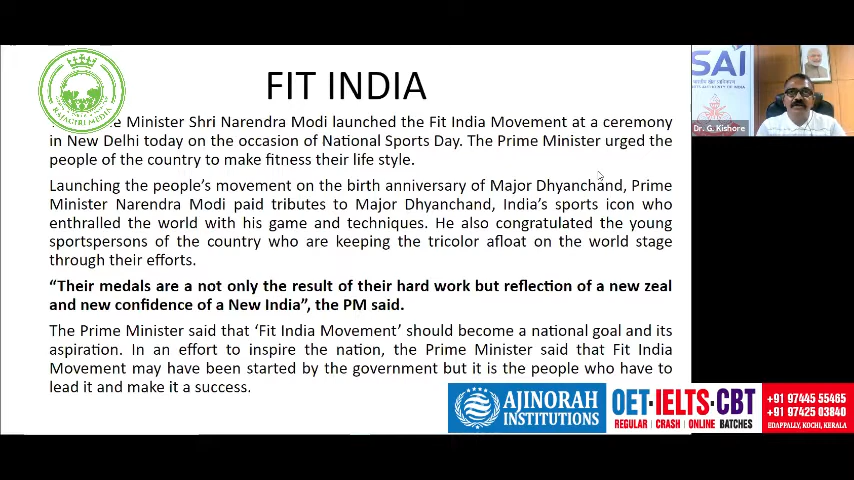 FIT INDIA
Minister Shri Narendra Modi launched the Fit India Movement at a ceremony
in New Delhi today on the occasion of National Sports Day. The Prime Minister urged the
people of the country to make fitness their life style.
Launching the people's movement on the birth anniversary of Major Dhyanchand, Prime
Minister Narendra Modi paid tributes to Major Dhyanchand, India's sports icon who
enthralled the world with his game and techniques. He also congratulated the young
sportspersons of the country who are keeping the tricolor afloat on the world stage
through their efforts.
“Their medals are a not only the result of their hard work but reflection of a new zeal
and new confidence of a New India”, the PM said.
The Prime Minister said that ‘Fit India Movement’ should become a national goal and its
aspiration. In an effort to inspire the nation, the Prime Minister said that Fit India
Movement may have been started by the government but it is the people who have to
lead it and make it a success.
RAJAGIRI MEDIA
SAI
Dr. G. Kishore
AJINORAH
INSTITUTIONS
OET·IELTS·CBT
REGULAR | CRASH | ONLINE BATCHES
+91 97445 55465
+91 97425 03840
EDAPPALLY, KOCHI, KERALA